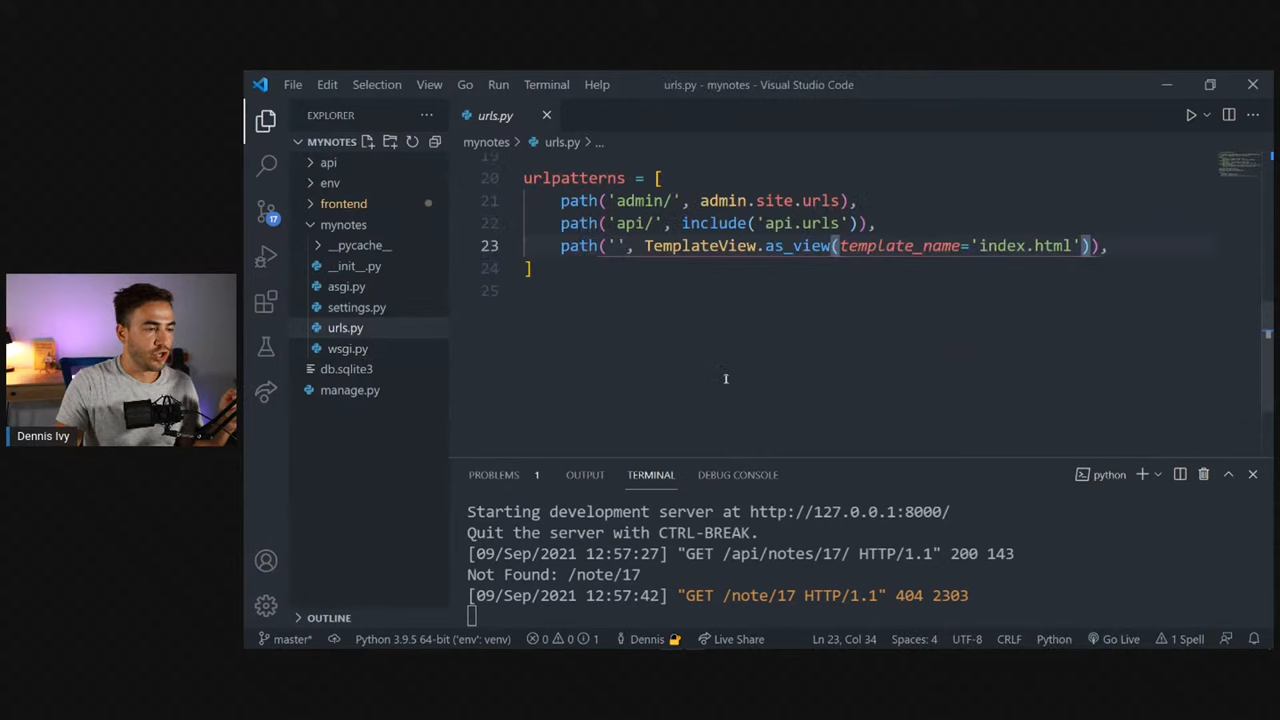 File Edit Selection View Go Run Terminal Help
urls.py - mynotes - Visual Studio Code
EXPLORER
MYNOTES
api
env
frontend
mynotes
__pycache__
__init__.py
asgi.py
settings.py
urls.py
wsgi.py
db.sqlite3
manage.py
OUTLINE
17
urls.py
mynotes > urls.py > ...
19
20 urlpatterns = [
21 path('admin/', admin.site.urls),
22 path('api/', include('api.urls')),
23 path('', TemplateView.as_view(template_name='index.html')),
24 ]
25
PROBLEMS 1 OUTPUT TERMINAL DEBUG CONSOLE
python
Starting development server at http://127.0.0.1:8000/
Quit the server with CTRL-BREAK.
[09/Sep/2021 12:57:27] "GET /api/notes/17/ HTTP/1.1" 200 143
Not Found: /note/17
[09/Sep/2021 12:57:42] "GET /note/17 HTTP/1.1" 404 2303
master* Python 3.9.5 64-bit ('env': venv) 0 0 1 Dennis Live Share Ln 23, Col 34 Spaces: 4 UTF-8 CRLF Python Go Live 1 Spell
Dennis Ivy